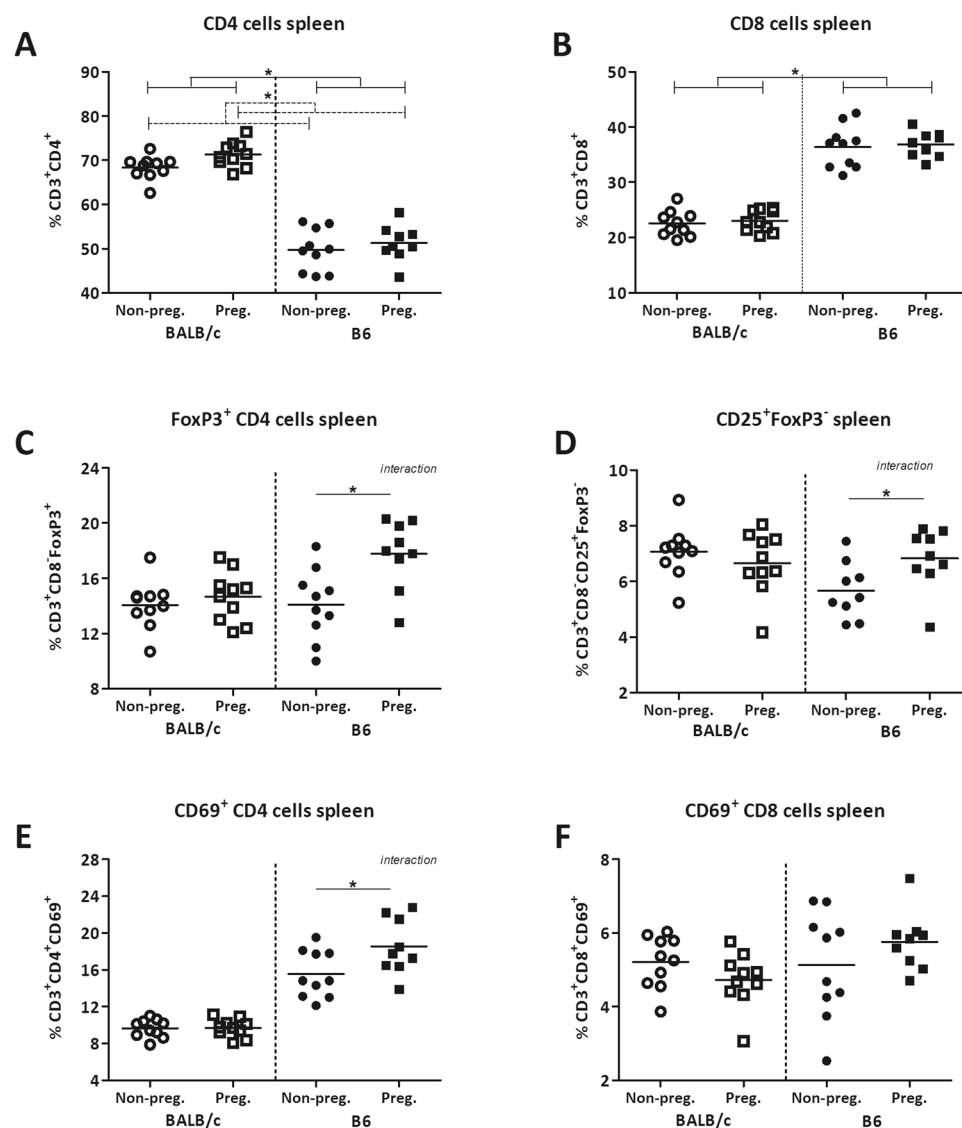 CD4 cells spleen
A
90
*
80
*
70
60
50
40
% CD3⁺CD4⁺
Non-preg. Preg. Non-preg. Preg.
BALB/c B6
CD8 cells spleen
B
50
*
40
30
20
10
% CD3⁺CD8⁺
Non-preg. Preg. Non-preg. Preg.
BALB/c B6
FoxP3⁺ CD4 cells spleen
C
24
interaction
*
20
16
12
8
% CD3⁺CD8⁻FoxP3⁺
Non-preg. Preg. Non-preg. Preg.
BALB/c B6
CD25⁺FoxP3⁻ spleen
D
10
interaction
*
8
6
4
2
% CD3⁺CD8⁻CD25⁺FoxP3⁻
Non-preg. Preg. Non-preg. Preg.
BALB/c B6
CD69⁺ CD4 cells spleen
E
28
interaction
*
24
20
16
12
8
4
% CD3⁺CD4⁺CD69⁺
Non-preg. Preg. Non-preg. Preg.
BALB/c B6
CD69⁺ CD8 cells spleen
F
8
6
4
2
% CD3⁺CD8⁺CD69⁺
Non-preg. Preg. Non-preg. Preg.
BALB/c B6